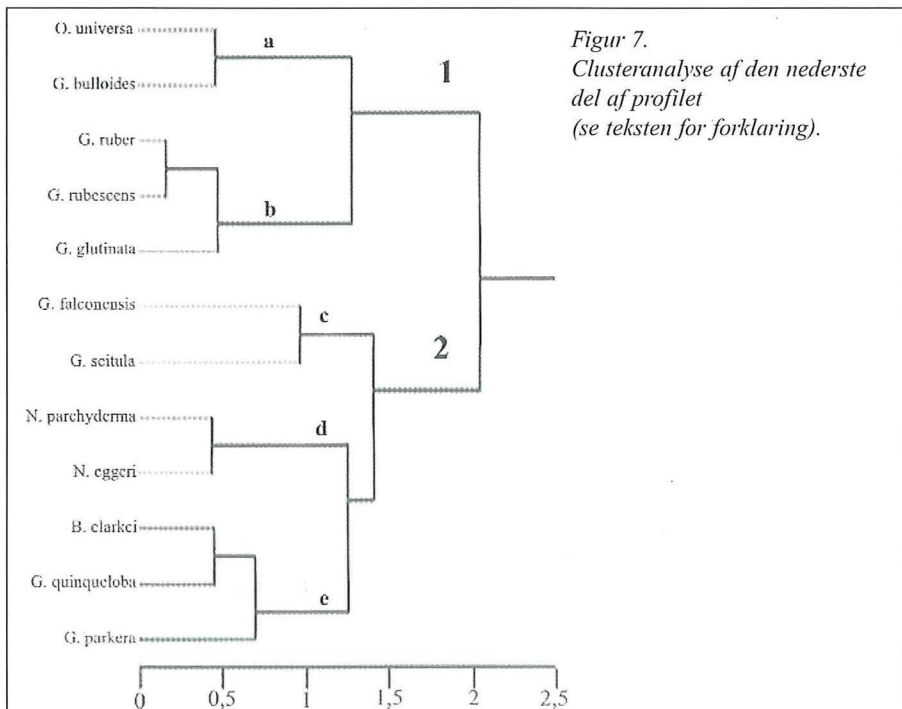 O. universa
G. bulloides
G. ruber
G. rubescens
G. glutinata
G. falconensis
G. scitula
N. parchyderma
N. eggeri
B. clarkei
G. quinqueloba
G. parkera
a
b
c
d
e
1
2
0 0,5 1 1,5 2 2,5
Figur 7.
Clusteranalyse af den nederste
del af profilet
(se teksten for forklaring).